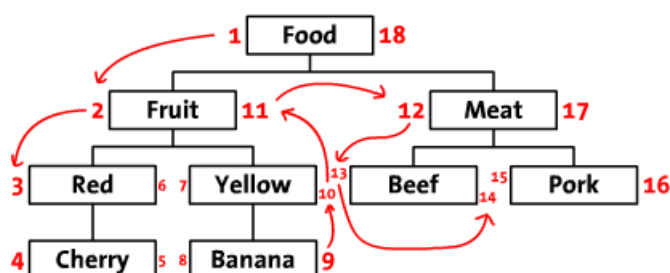 1 Food 18
2 Fruit 11 12 Meat 17
3 Red 6 7 Yellow 10 13 Beef 14 15 Pork 16
4 Cherry 5 8 Banana 9